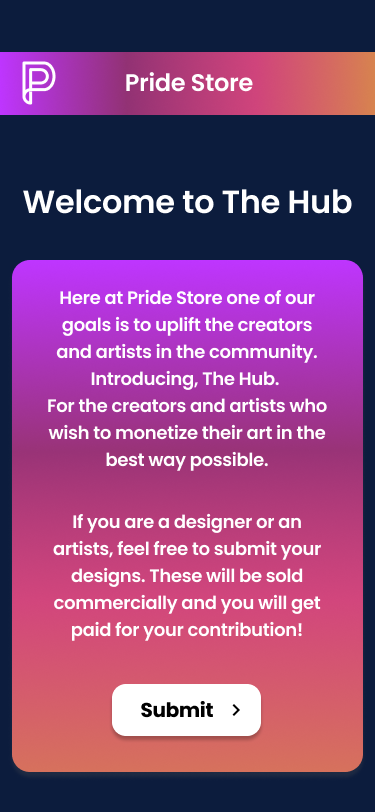 Pride Store
Welcome to The Hub
Here at Pride Store one of our
goals is to uplift the creators
and artists in the community.
Introducing, The Hub.
For the creators and artists who
wish to monetize their art in the
best way possible.
If you are a designer or an
artists, feel free to submit your
designs. These will be sold
commercially and you will get
paid for your contribution!
Submit